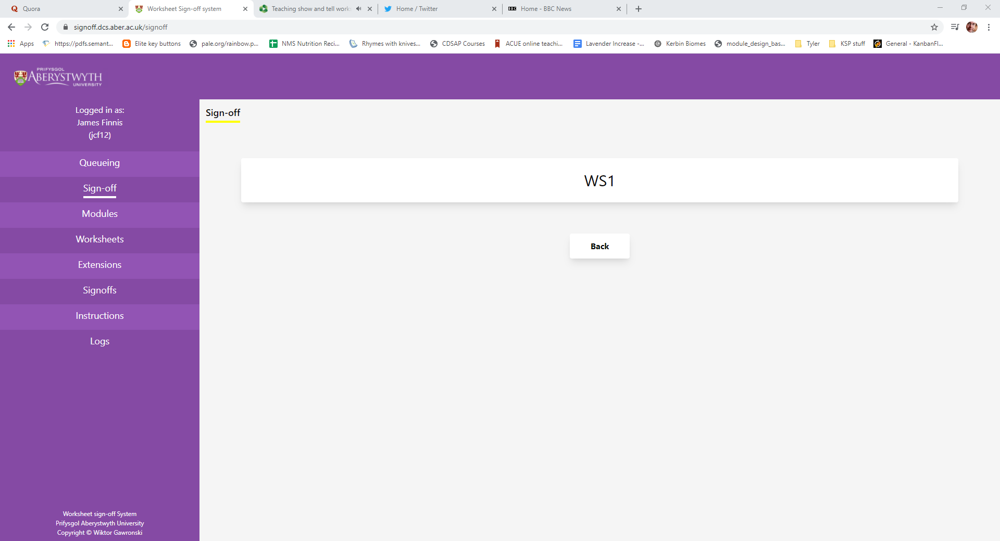 Quora
Worksheet Sign-off system
Teaching show and tell works
Home / Twitter
BBC
Home - BBC News
signoff.dcs.aber.ac.uk/signoff
Apps
https://pdfs.semant...
Elite key buttons
pale.org/rainbow.p...
NMS Nutrition Reci...
Rhymes with knives...
CDSAP Courses
ACUE online teachi...
Lavender Increase -...
Kerbin Biomes
module_design_bas...
Tyler
KSP stuff
General - KanbanFl...
PRIFYSGOL
ABERYSTWYTH
UNIVERSITY
Logged in as:
James Finnis
(jcf12)
Queueing
Sign-off
Modules
Worksheets
Extensions
Signoffs
Instructions
Logs
Worksheet sign-off System
Prifysgol Aberystwyth University
Copyright © Wiktor Gawronski
Sign-off
WS1
Back